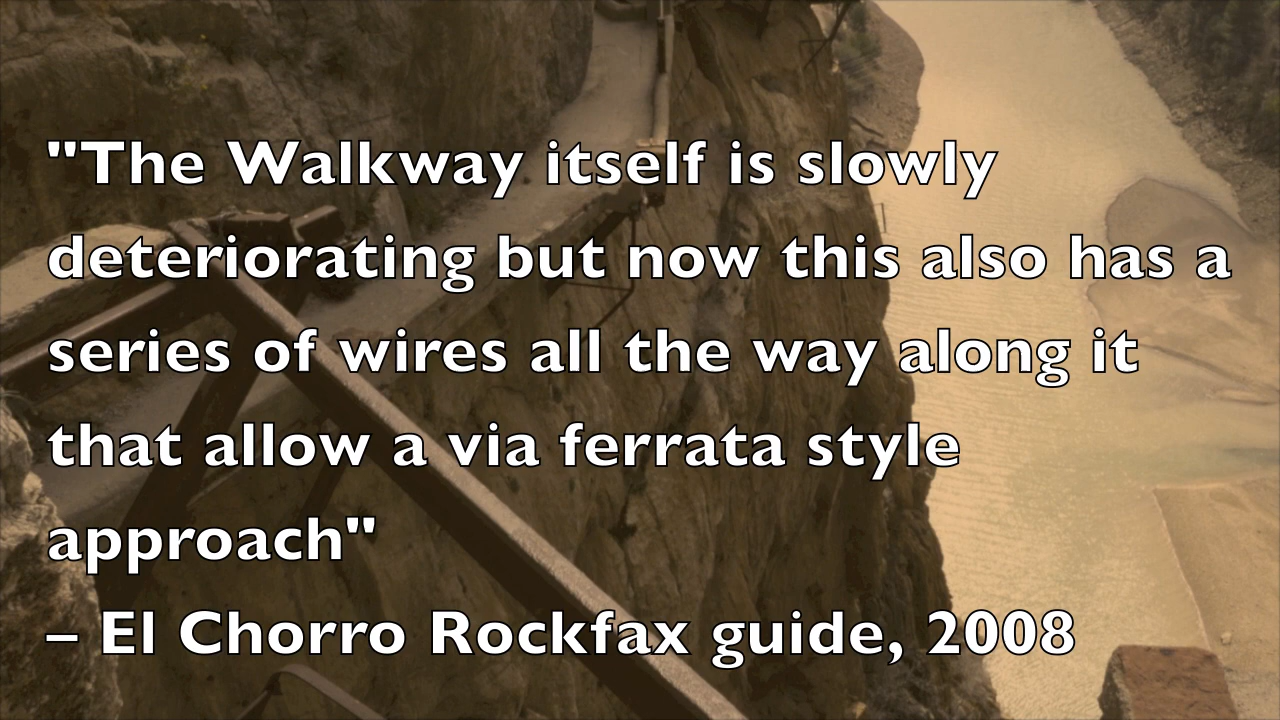 "The Walkway itself is slowly
deteriorating but now this also has a
series of wires all the way along it
that allow a via ferrata style
approach"
– El Chorro Rockfax guide, 2008